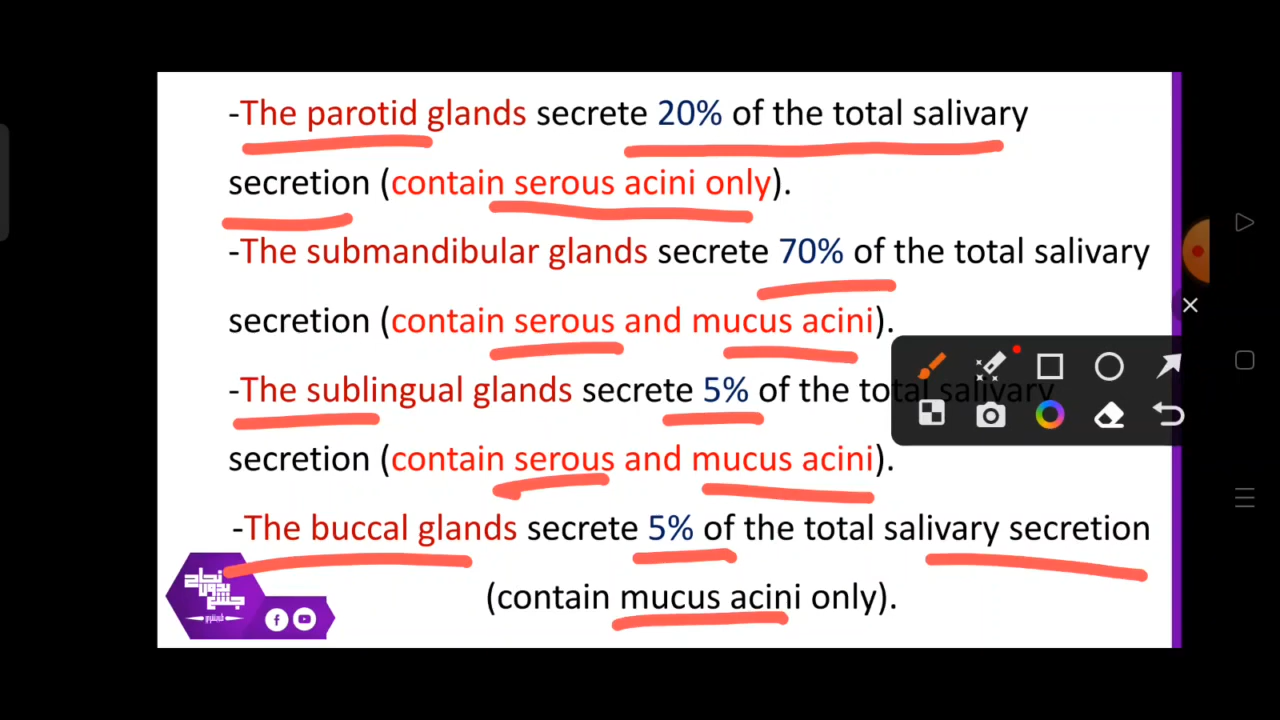 -The parotid glands secrete 20% of the total salivary
secretion (contain serous acini only).
-The submandibular glands secrete 70% of the total salivary
secretion (contain serous and mucus acini).
-The sublingual glands secrete 5% of the total salivary
secretion (contain serous and mucus acini).
-The buccal glands secrete 5% of the total salivary secretion
(contain mucus acini only).
نجاح
بدون